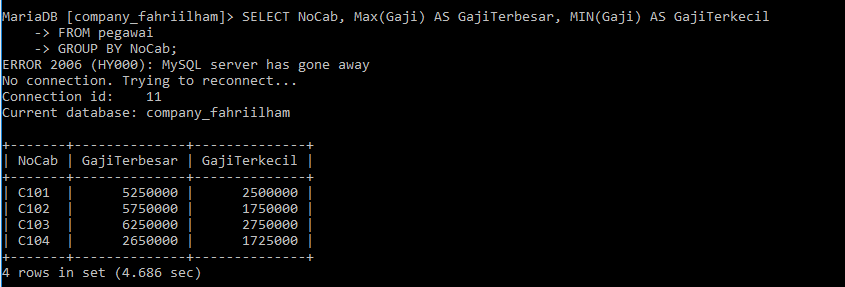 MariaDB [company_fahriilham]> SELECT NoCab, Max(Gaji) AS GajiTerbesar, MIN(Gaji) AS GajiTerkecil
    -> FROM pegawai
    -> GROUP BY NoCab;
ERROR 2006 (HY000): MySQL server has gone away
No connection. Trying to reconnect...
Connection id:    11
Current database: company_fahriilham

+-------+--------------+--------------+
| NoCab | GajiTerbesar | GajiTerkecil |
+-------+--------------+--------------+
| C101  |      5250000 |      2500000 |
| C102  |      5750000 |      1750000 |
| C103  |      6250000 |      2750000 |
| C104  |      2650000 |      1725000 |
+-------+--------------+--------------+
4 rows in set (4.686 sec)